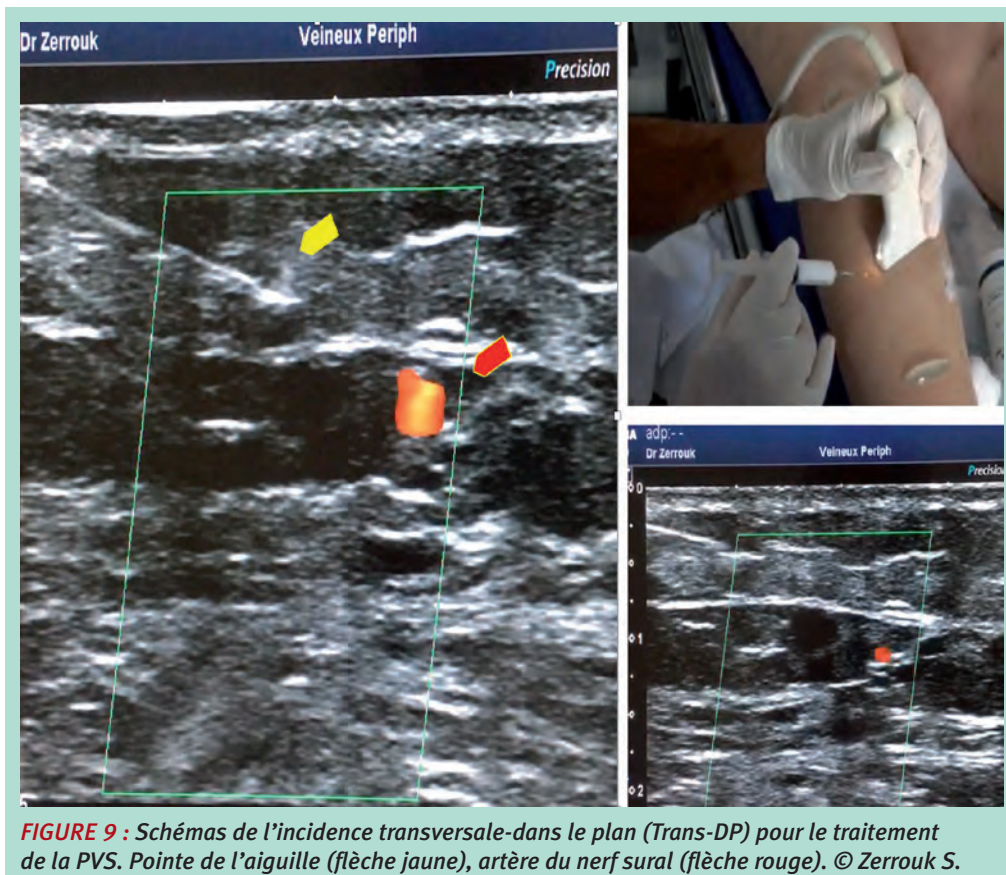 Dr Zerrouk
Veineux Periph
Precision
adp:- -
Dr Zerrouk
Veineux Periph
Precision
0
1
2
FIGURE 9 : Schémas de l'incidence transversale-dans le plan (Trans-DP) pour le traitement
de la PVS. Pointe de l'aiguille (flèche jaune), artère du nerf sural (flèche rouge). © Zerrouk S.